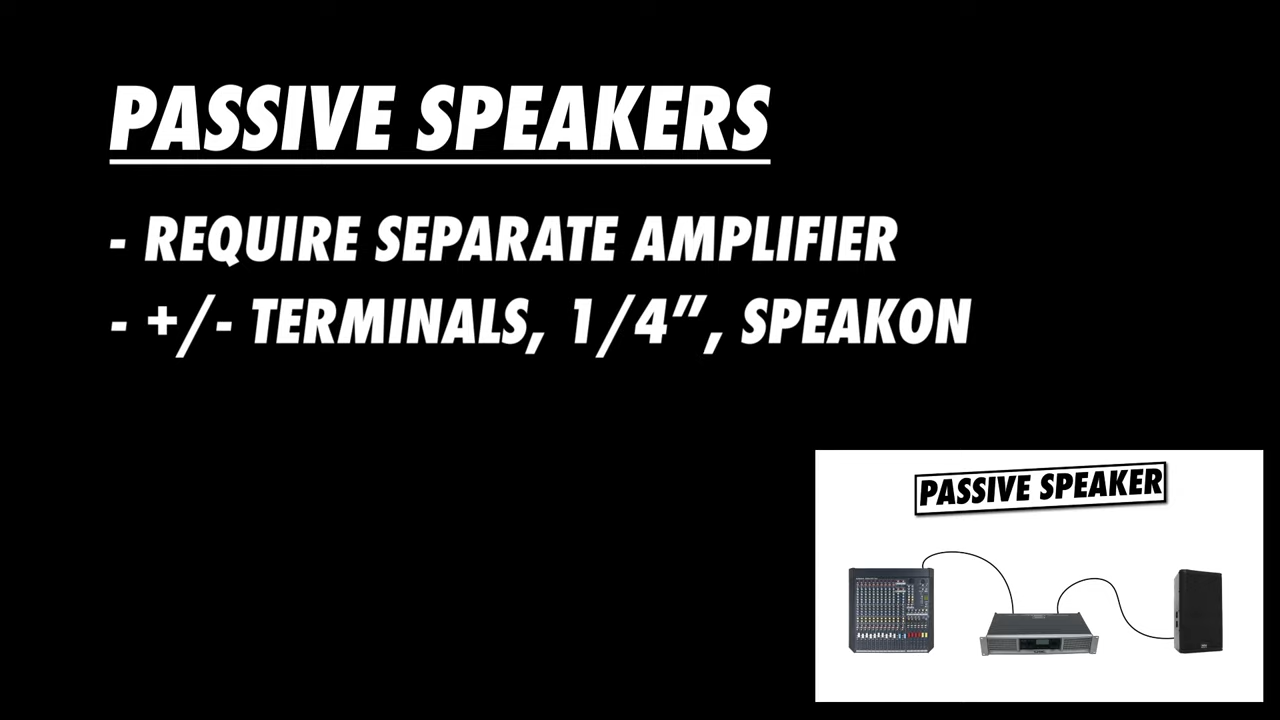 PASSIVE SPEAKERS
- REQUIRE SEPARATE AMPLIFIER
- +/- TERMINALS, 1/4”, SPEAKON
PASSIVE SPEAKER